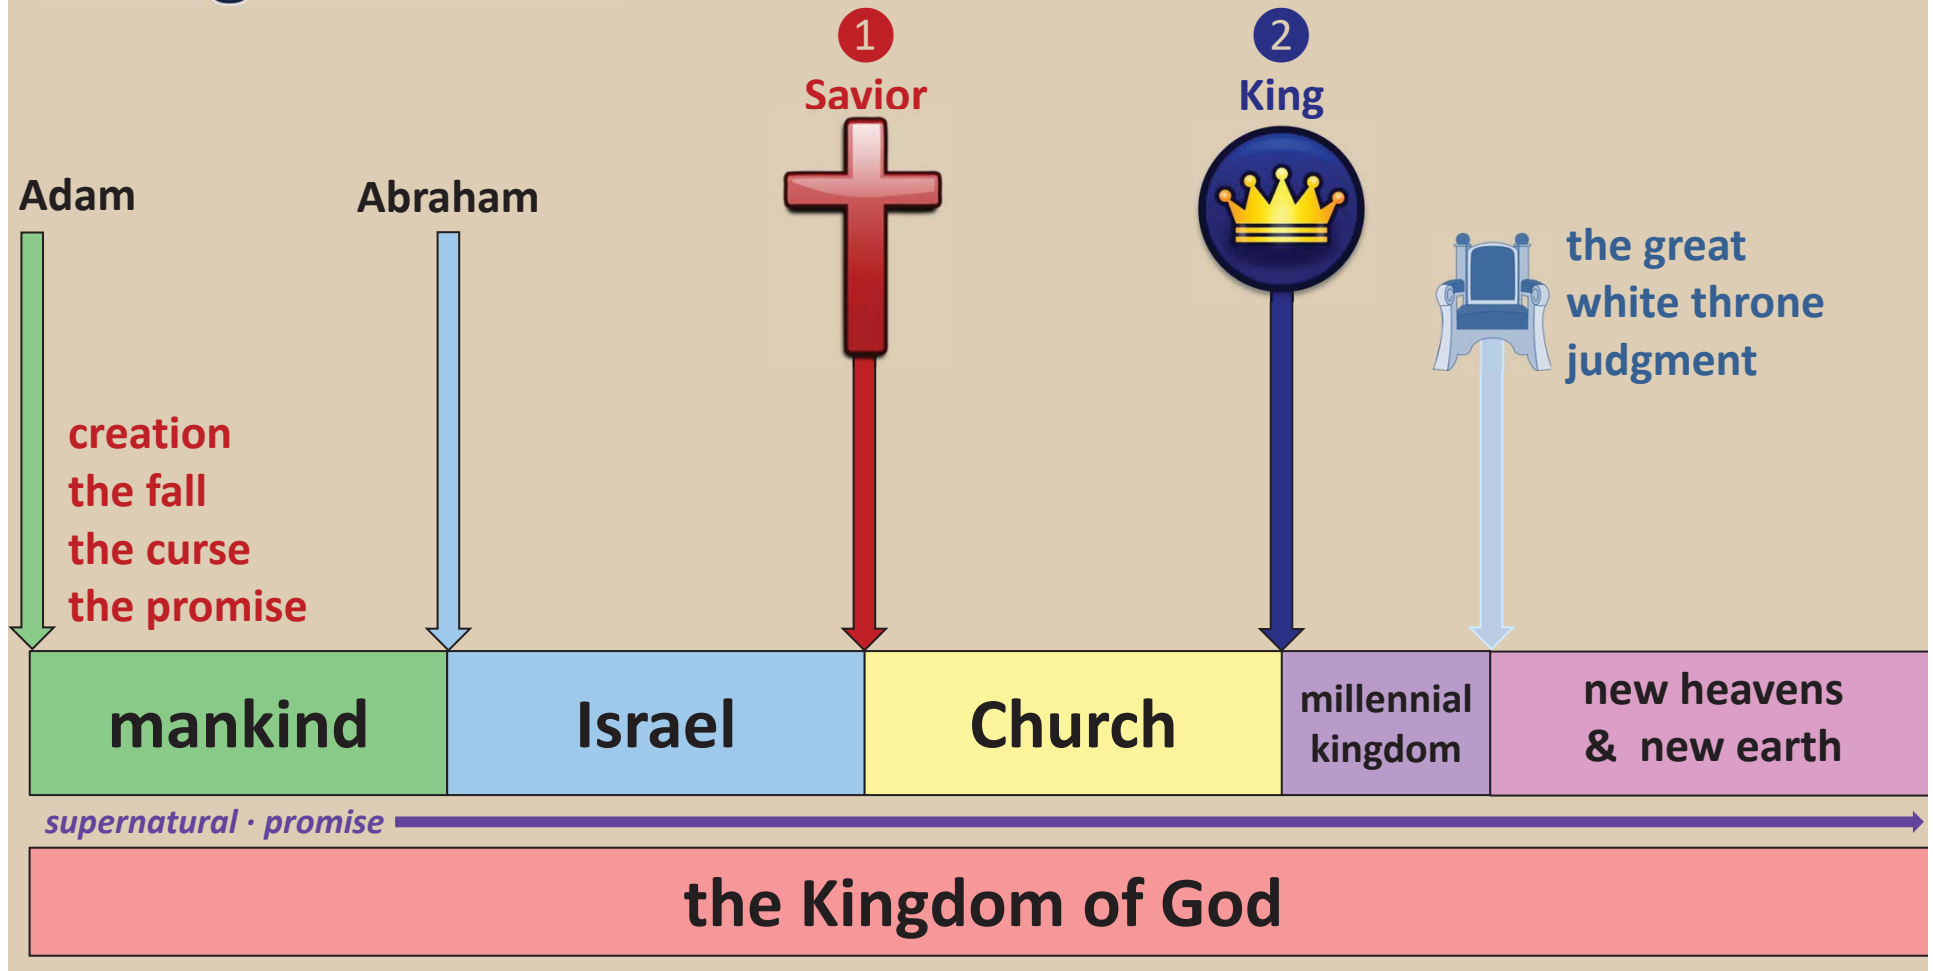 1
Savior
2
King
Adam
Abraham
the great
white throne
judgment
creation
the fall
the curse
the promise
mankind
Israel
Church
millennial
kingdom
new heavens
& new earth
supernatural · promise
the Kingdom of God